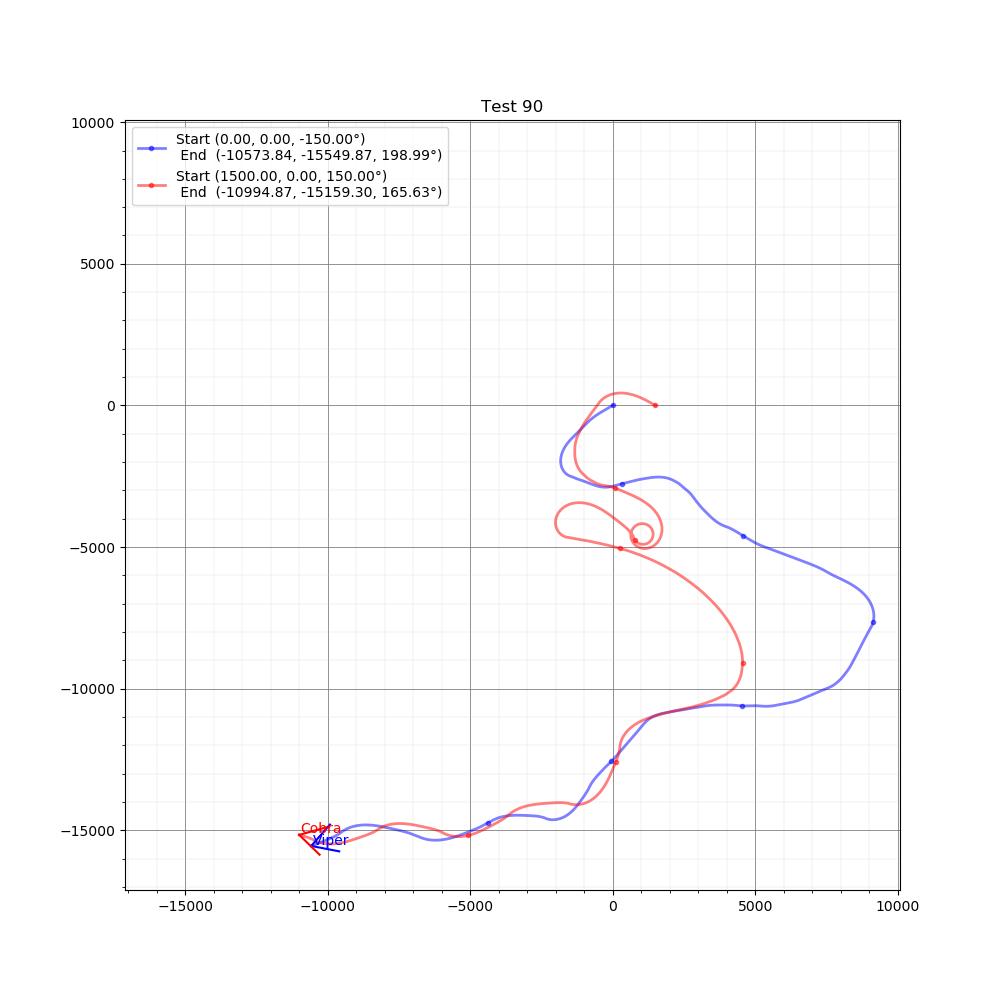 Test 90
Start (0.00, 0.00, -150.00°)
End (-10573.84, -15549.87, 198.99°)
Start (1500.00, 0.00, 150.00°)
End (-10994.87, -15159.30, 165.63°)
10000
5000
0
−5000
−10000
−15000
Cobra
Viper
−15000
−10000
−5000
0
5000
10000